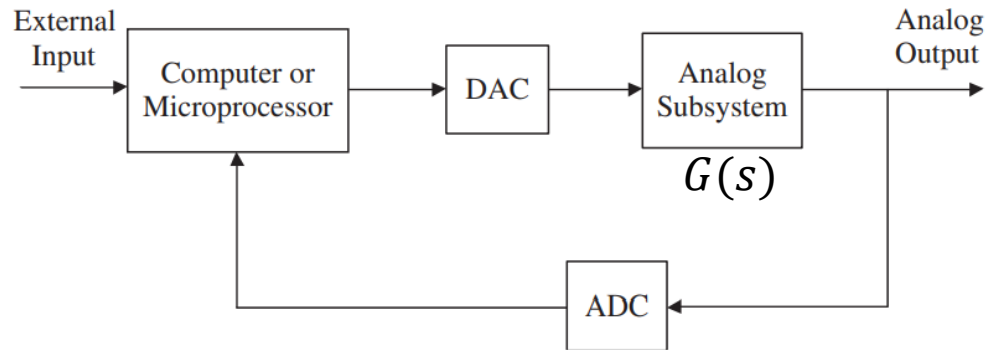 External
Input
Computer or
Microprocessor
DAC
Analog
Subsystem
G(s)
Analog
Output
ADC